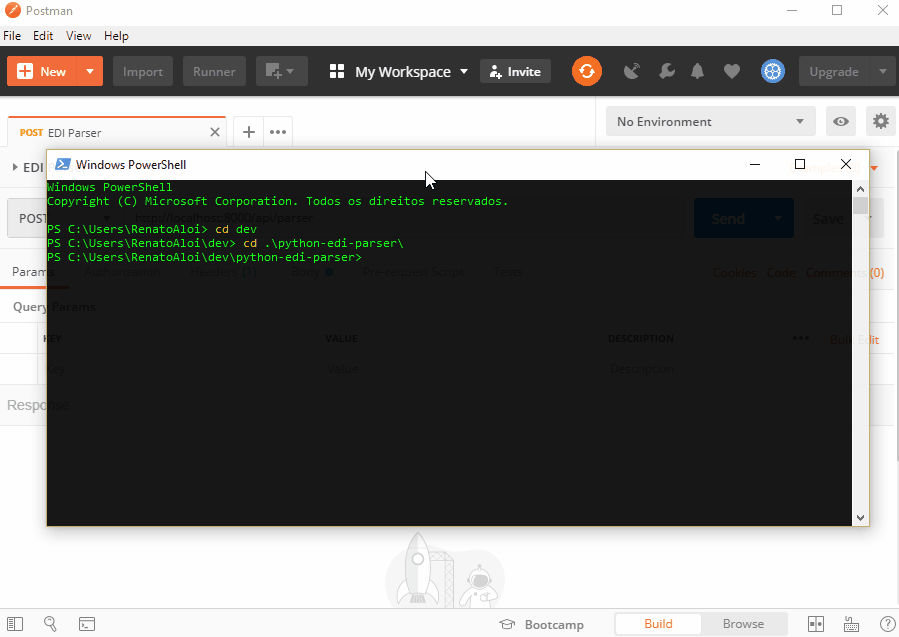 Postman
File Edit View Help
New Import Runner My Workspace Invite Upgrade
POST EDI Parser No Environment
Windows PowerShell
EDI
Windows PowerShell
Copyright (C) Microsoft Corporation. Todos os direitos reservados.
POST http://localhost:8000/api/parser Send Save
PS C:\Users\RenatoAloi> cd dev
PS C:\Users\RenatoAloi\dev> cd .\python-edi-parser\
PS C:\Users\RenatoAloi\dev\python-edi-parser>
Params Authorization Headers (1) Body Pre-request Script Tests Cookies Code Comments (0)
Query Params
KEY VALUE DESCRIPTION Bulk Edit
Key Value Description
Response
Bootcamp Build Browse